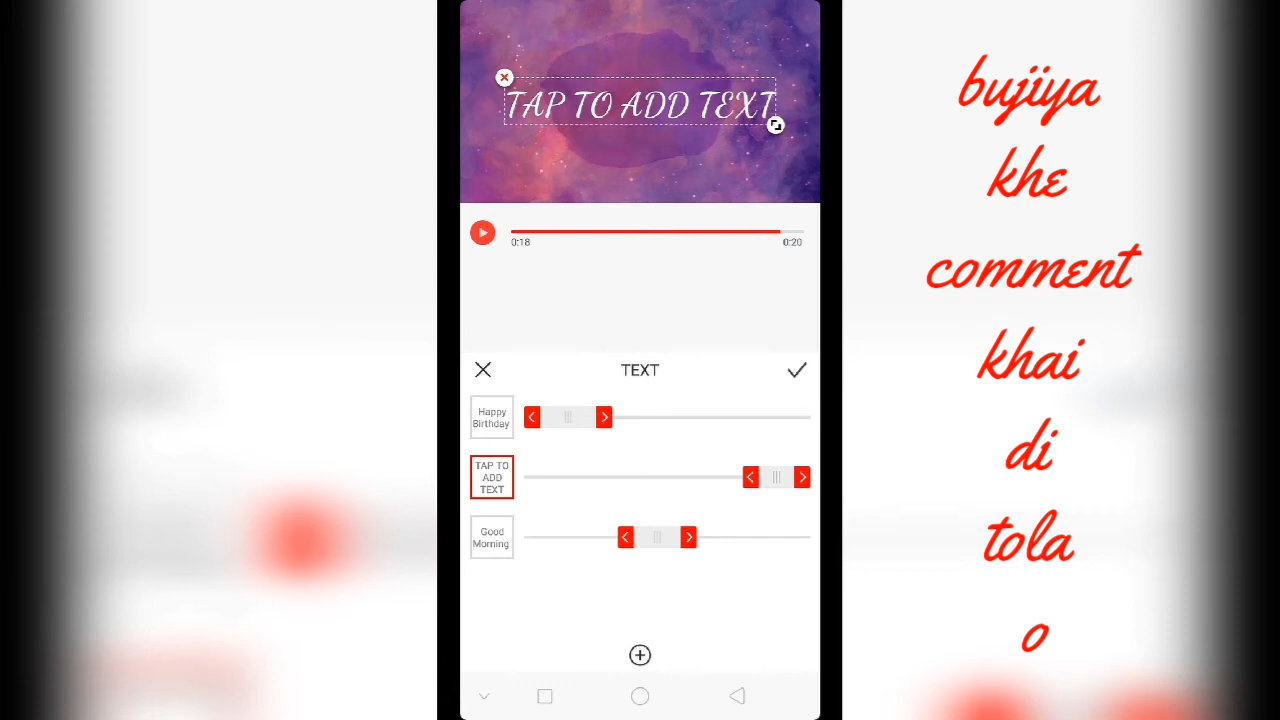 TAP TO ADD TEXT
0:18
0:20
TEXT
Happy
Birthday
TAP TO
ADD
TEXT
Good
Morning
bujiya
khe
comment
khai
di
tola
o